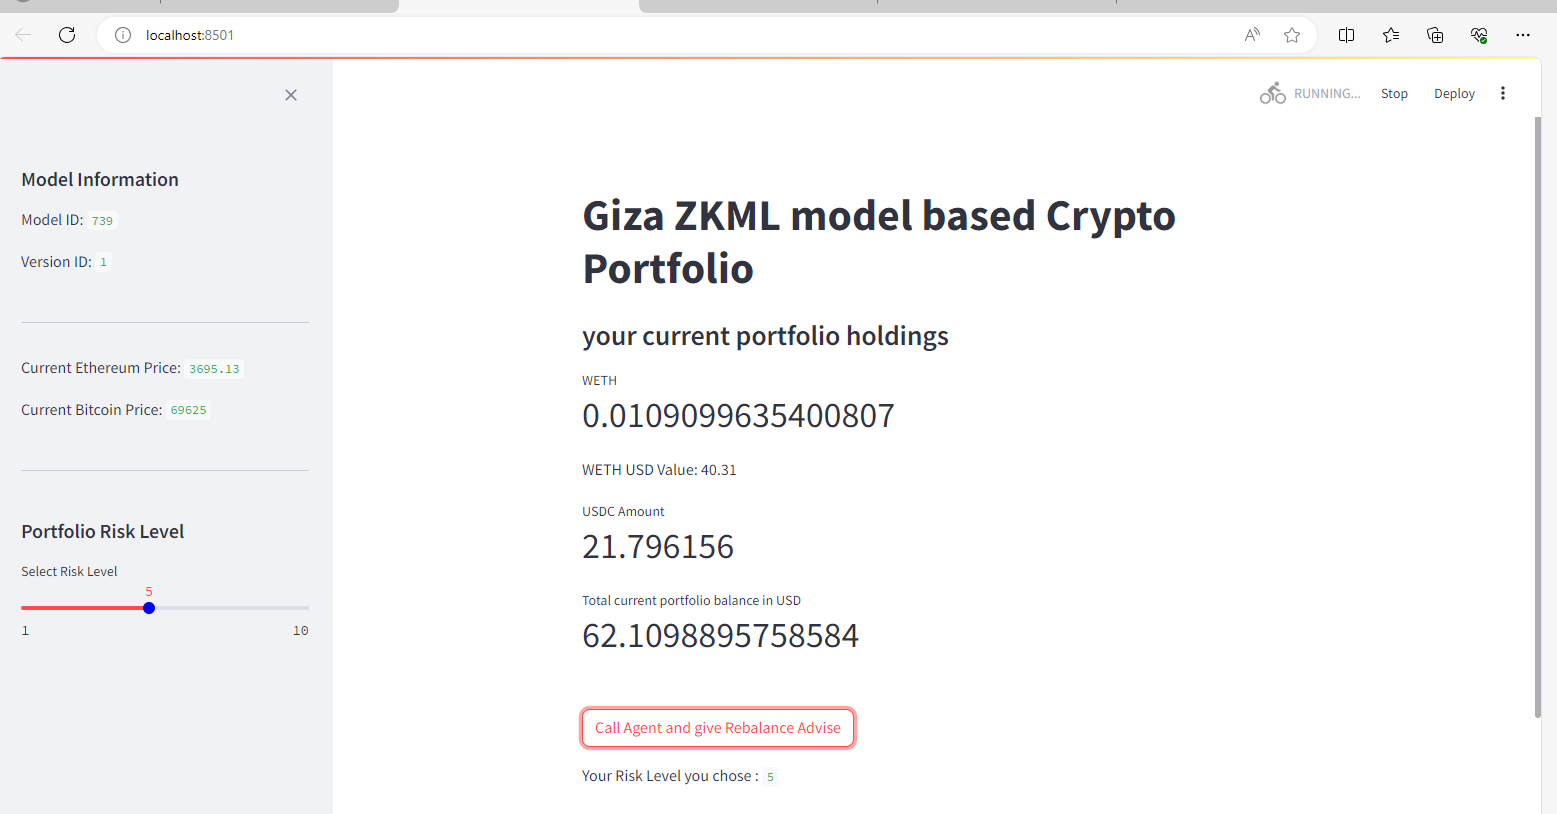 localhost:8501
RUNNING...
Stop
Deploy
Model Information
Model ID: 739
Version ID: 1
Current Ethereum Price: 3695.13
Current Bitcoin Price: 69625
Portfolio Risk Level
Select Risk Level
5
1
10
Giza ZKML model based Crypto
Portfolio
your current portfolio holdings
WETH
0.0109099635400807
WETH USD Value: 40.31
USDC Amount
21.796156
Total current portfolio balance in USD
62.1098895758584
Call Agent and give Rebalance Advise
Your Risk Level you chose : 5